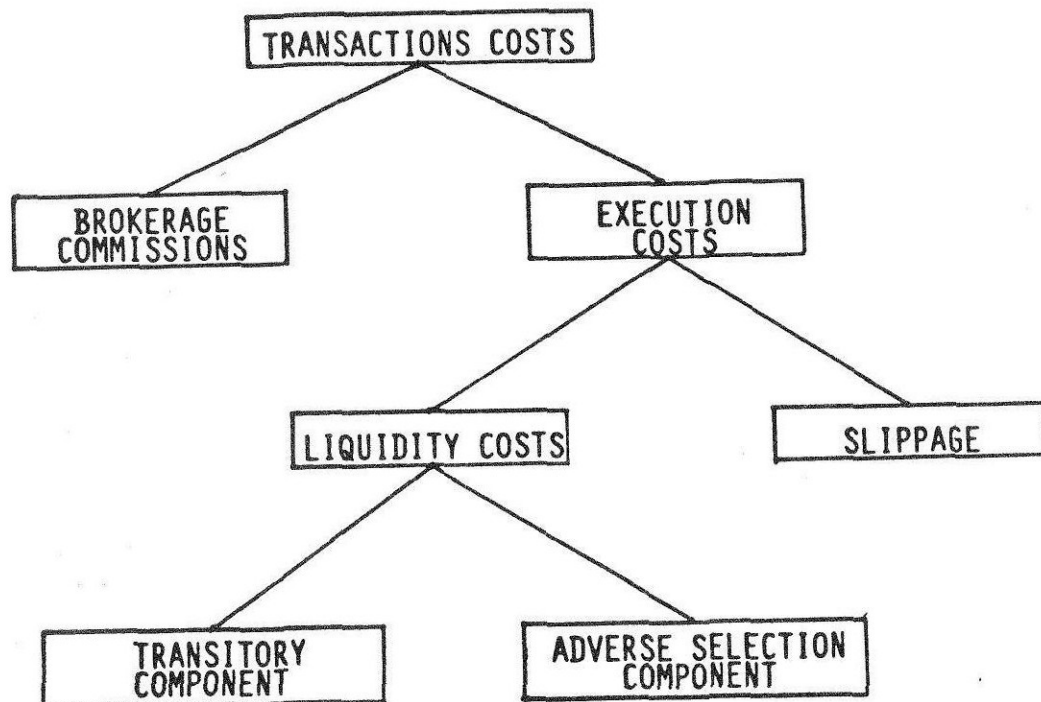 TRANSACTIONS COSTS
BROKERAGE
COMMISSIONS
EXECUTION
COSTS
LIQUIDITY COSTS
SLIPPAGE
TRANSITORY
COMPONENT
ADVERSE SELECTION
COMPONENT